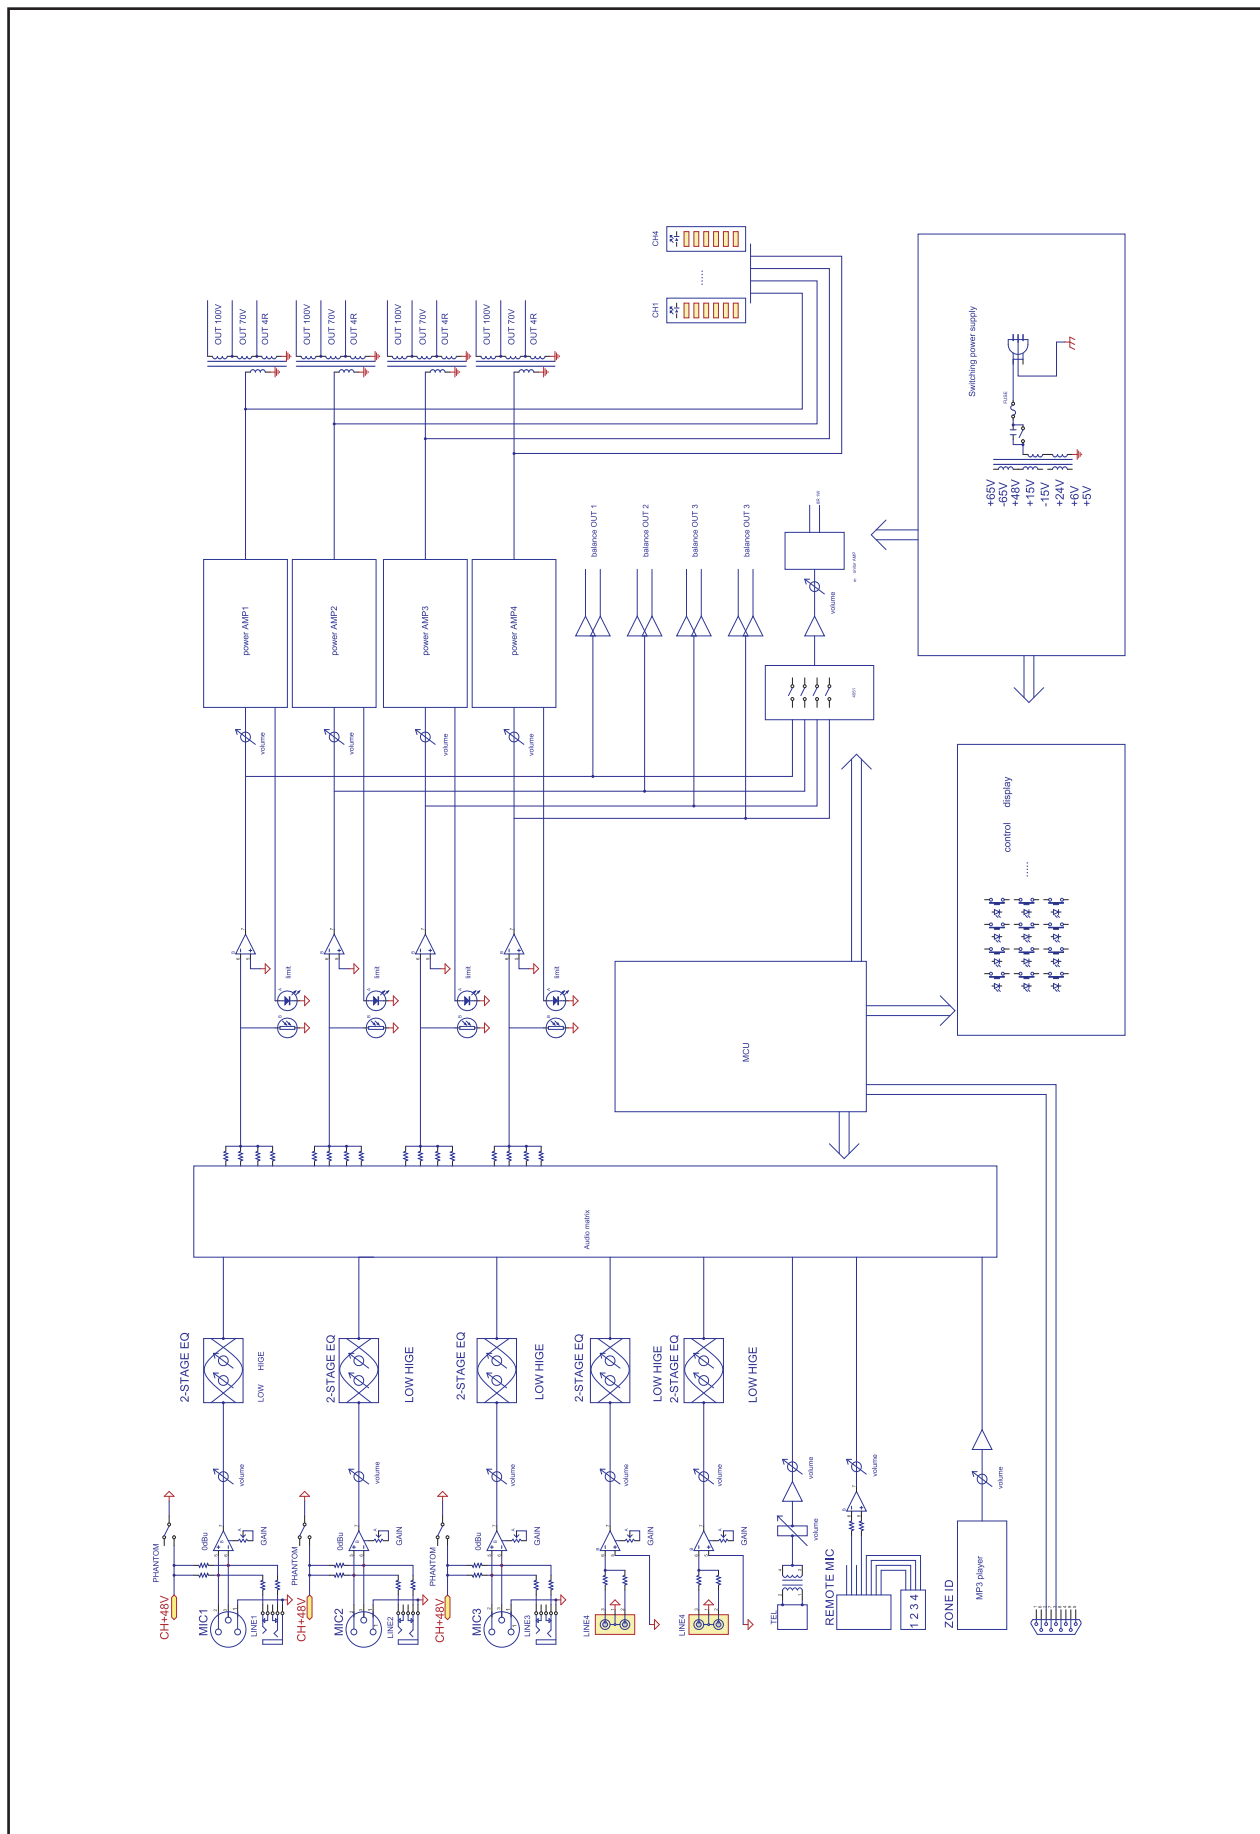 CH4
CH1
OUT 100V
OUT 70V
OUT 4R
OUT 100V
OUT 70V
OUT 4R
OUT 100V
OUT 70V
OUT 4R
OUT 100V
OUT 70V
OUT 4R
Switching power supply
FUSE
+65V
-65V
+48V
+15V
-15V
+24V
+6V
+5V
balance OUT 1
balance OUT 2
balance OUT 3
balance OUT 3
power AMP1
power AMP2
power AMP3
power AMP4
volume
volume
volume
volume
volume
control display
limit
limit
limit
limit
MCU
Audio matrix
2-STAGE EQ
LOW HIGE
2-STAGE EQ
LOW HIGE
2-STAGE EQ
LOW HIGE
2-STAGE EQ
LOW HIGE
2-STAGE EQ
LOW HIGE
volume
volume
volume
volume
volume
volume
volume
volume
volume
PHANTOM
0dBu
GAIN
PHANTOM
0dBu
GAIN
PHANTOM
0dBu
GAIN
GAIN
GAIN
CH+48V
MIC1
LINE1
CH+48V
MIC2
LINE2
CH+48V
MIC3
LINE3
LINE4
LINE4
TEL
REMOTE MIC
1 2 3 4
ZONE ID
MP3 player